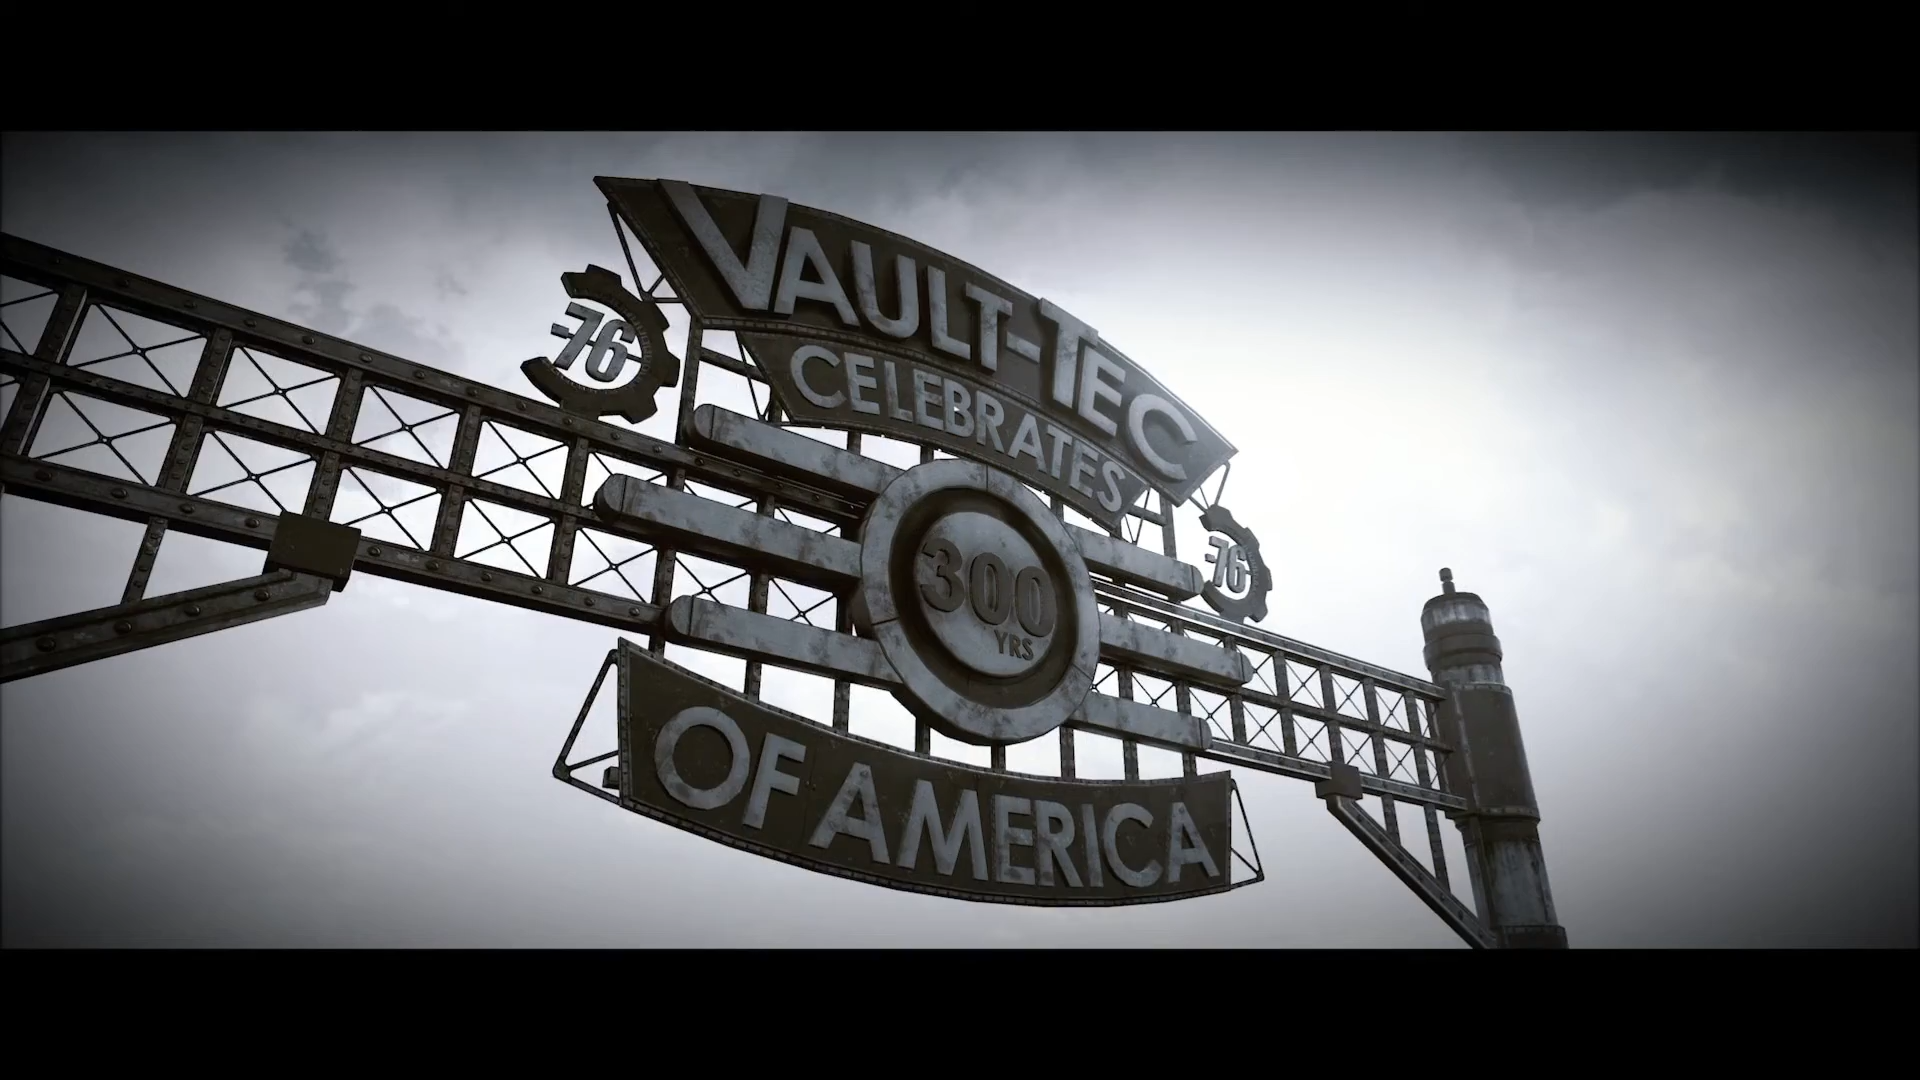 VAULT-TEC
CELEBRATES
76
300
YRS
76
OF AMERICA